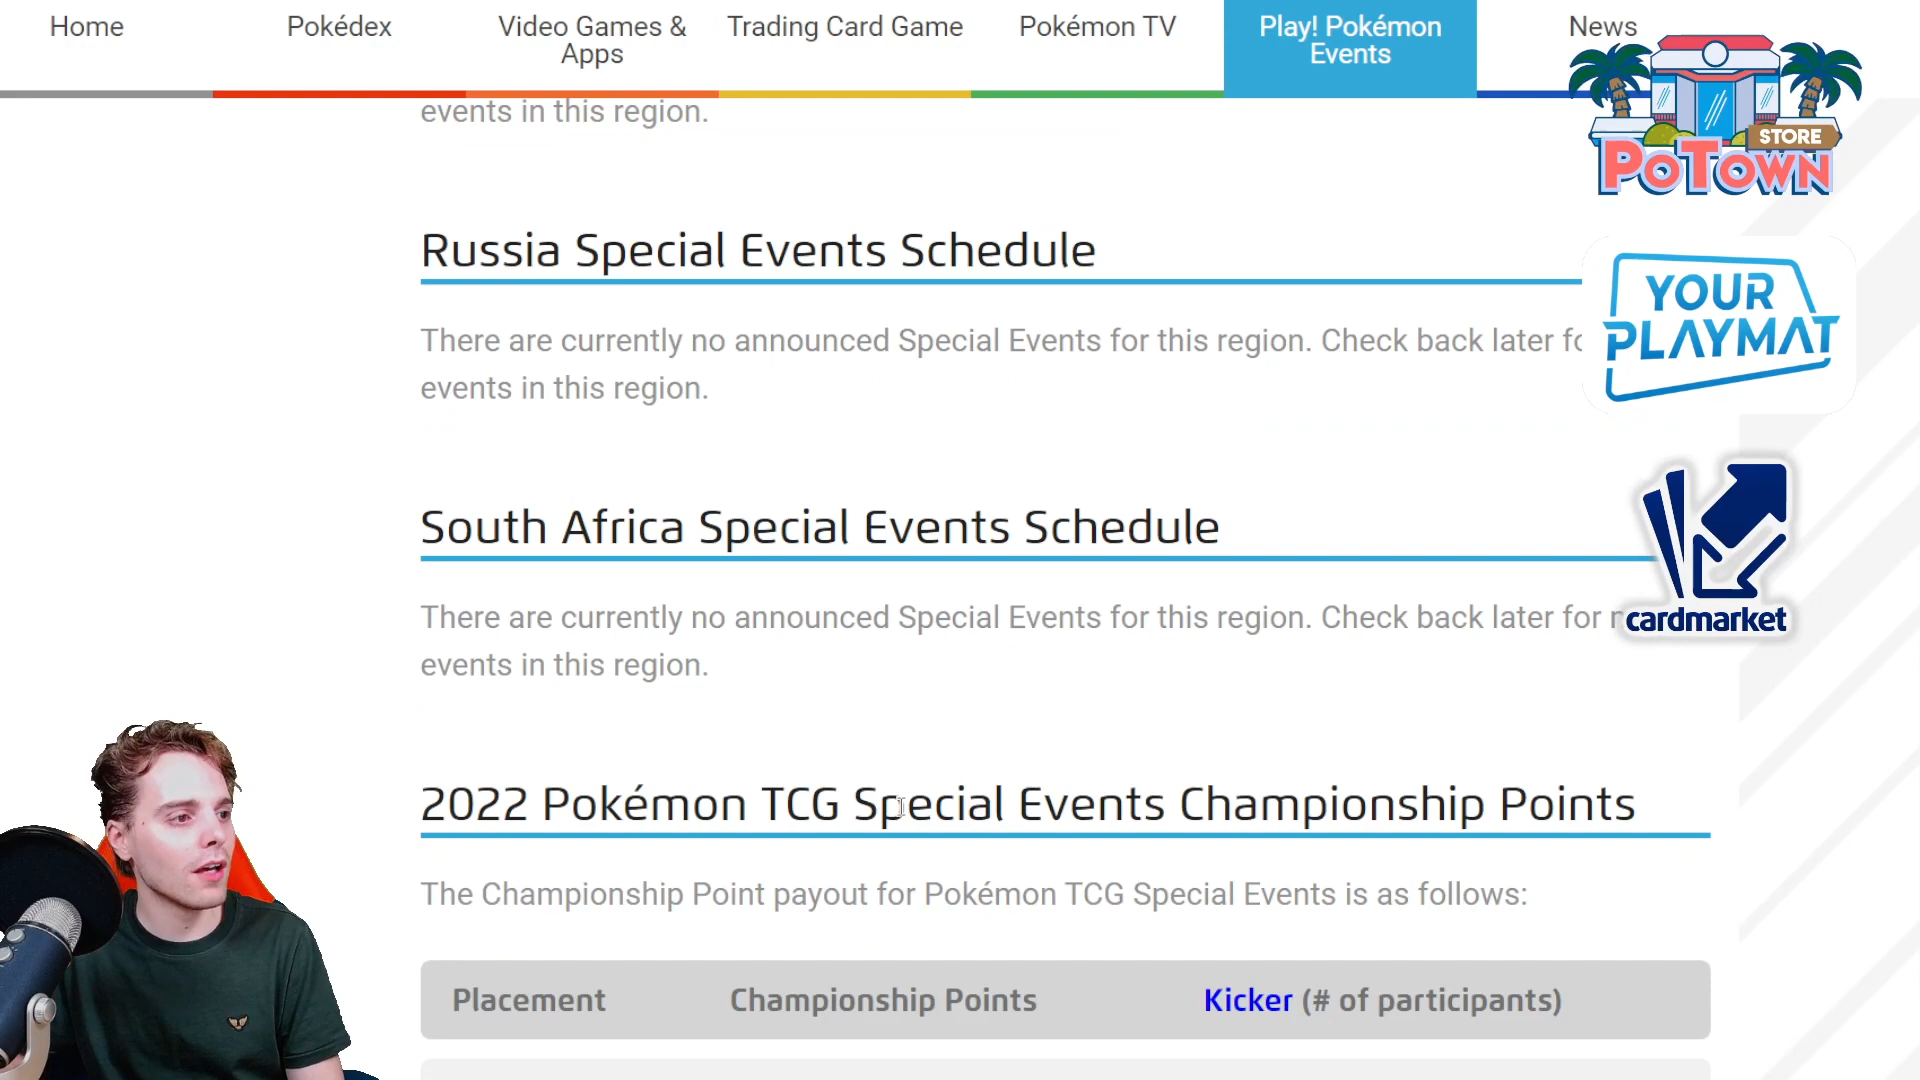 Home
Pokédex
Video Games &
Apps
Trading Card Game
Pokémon TV
Play! Pokémon
Events
News
STORE
POTOWN
events in this region.
Russia Special Events Schedule
YOUR
PLAYMAT
There are currently no announced Special Events for this region. Check back later
events in this region.
South Africa Special Events Schedule
There are currently no announced Special Events for this region. Check back later for
cardmarket
events in this region.
2022 Pokémon TCG Special Events Championship Points
The Championship Point payout for Pokémon TCG Special Events is as follows:
Placement
Championship Points
Kicker (# of participants)